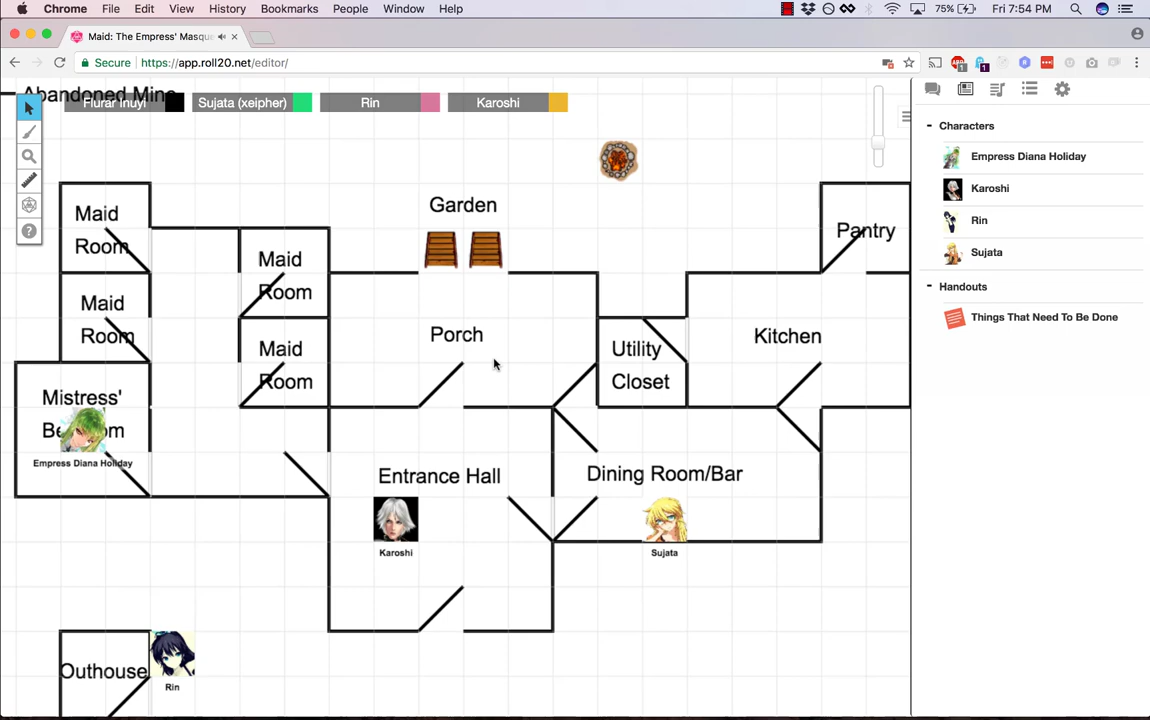 Chrome File Edit View History Bookmarks People Window Help
75% Fri 7:54 PM
Maid: The Empress' Masque
Secure https://app.roll20.net/editor/
Abandoned Mine
Flurar Inuyi
Sujata (xeipher)
Rin
Karoshi
Maid
Room
Maid
Room
Maid
Room
Maid
Room
Mistress'
Garden
Porch
Utility
Closet
Kitchen
Pantry
Empress Diana Holiday
Entrance Hall
Karoshi
Dining Room/Bar
Sujata
Outhouse
Rin
Characters
Empress Diana Holiday
Karoshi
Rin
Sujata
Handouts
Things That Need To Be Done